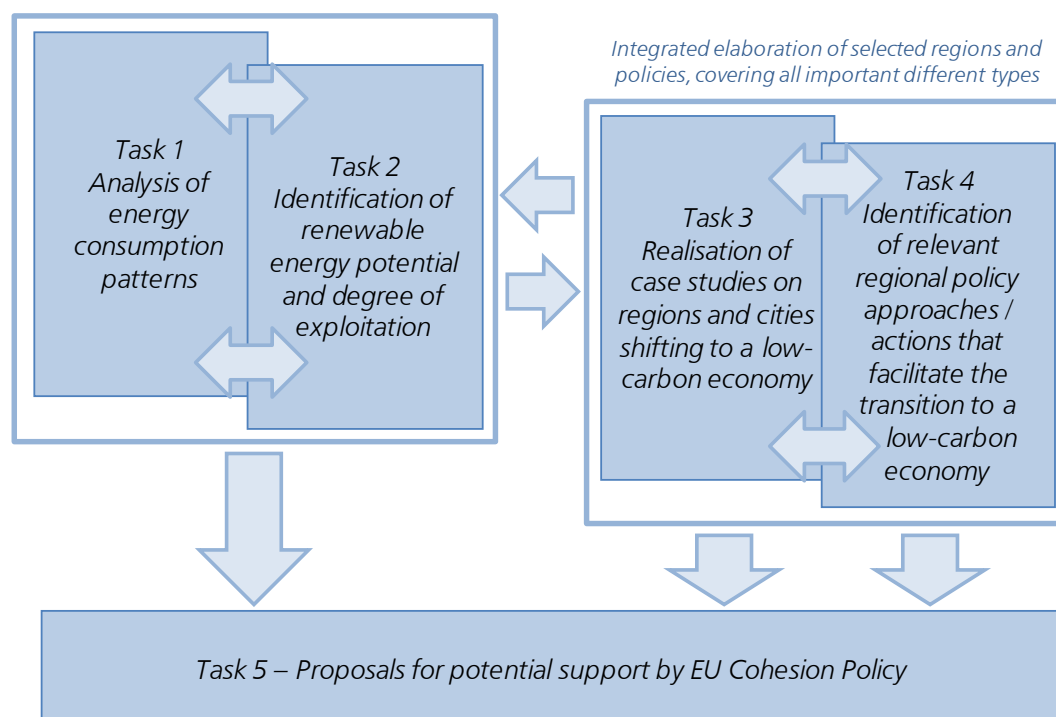 Integrated elaboration of selected regions and
policies, covering all important different types
Task 1
Analysis of
energy
consumption
patterns
Task 2
Identification of
renewable
energy potential
and degree of
exploitation
Task 3
Realisation of
case studies on
regions and cities
shifting to a low-
carbon economy
Task 4
Identification
of relevant
regional policy
approaches /
actions that
facilitate the
transition to a
low-carbon
economy
Task 5 – Proposals for potential support by EU Cohesion Policy